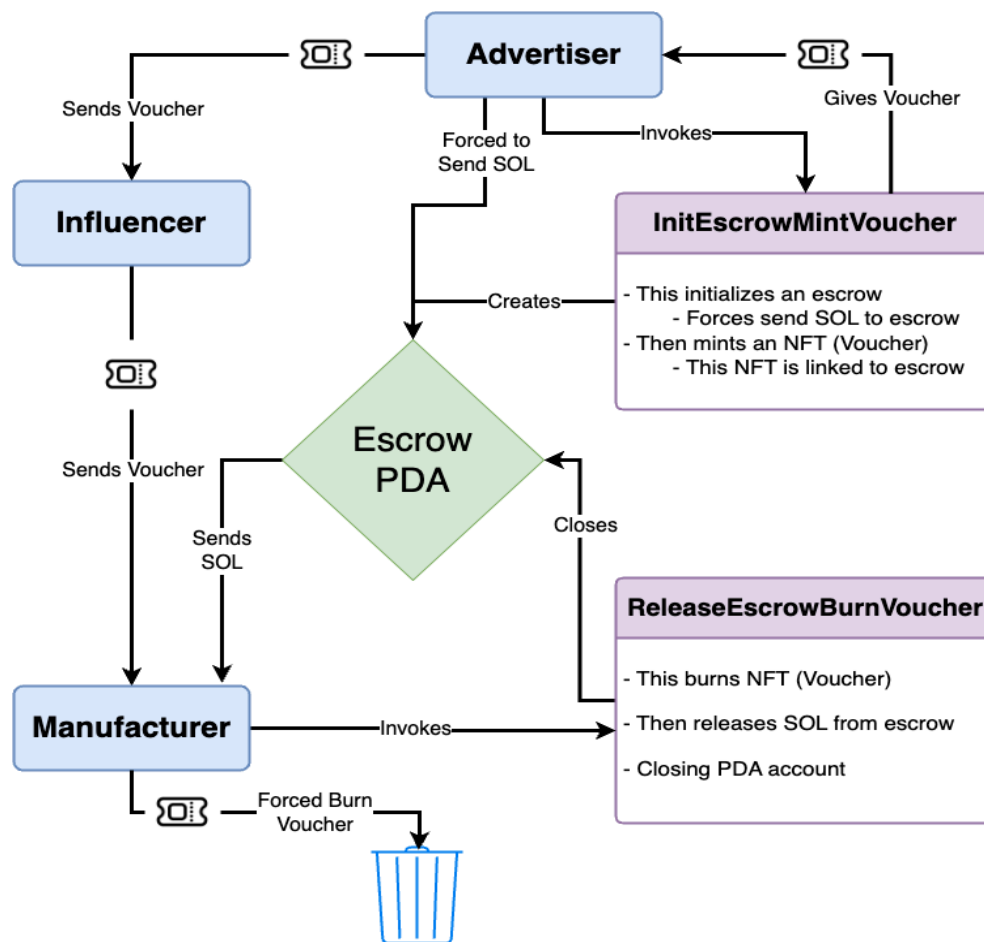 Advertiser
Sends Voucher
Gives Voucher
Forced to
Send SOL
Invokes
Influencer
InitEscrowMintVoucher
- This initializes an escrow
- Forces send SOL to escrow
- Then mints an NFT (Voucher)
- This NFT is linked to escrow
Creates
Escrow
PDA
Sends Voucher
Sends
SOL
Closes
ReleaseEscrowBurnVoucher
- This burns NFT (Voucher)
- Then releases SOL from escrow
- Closing PDA account
Manufacturer
Invokes
Forced Burn
Voucher